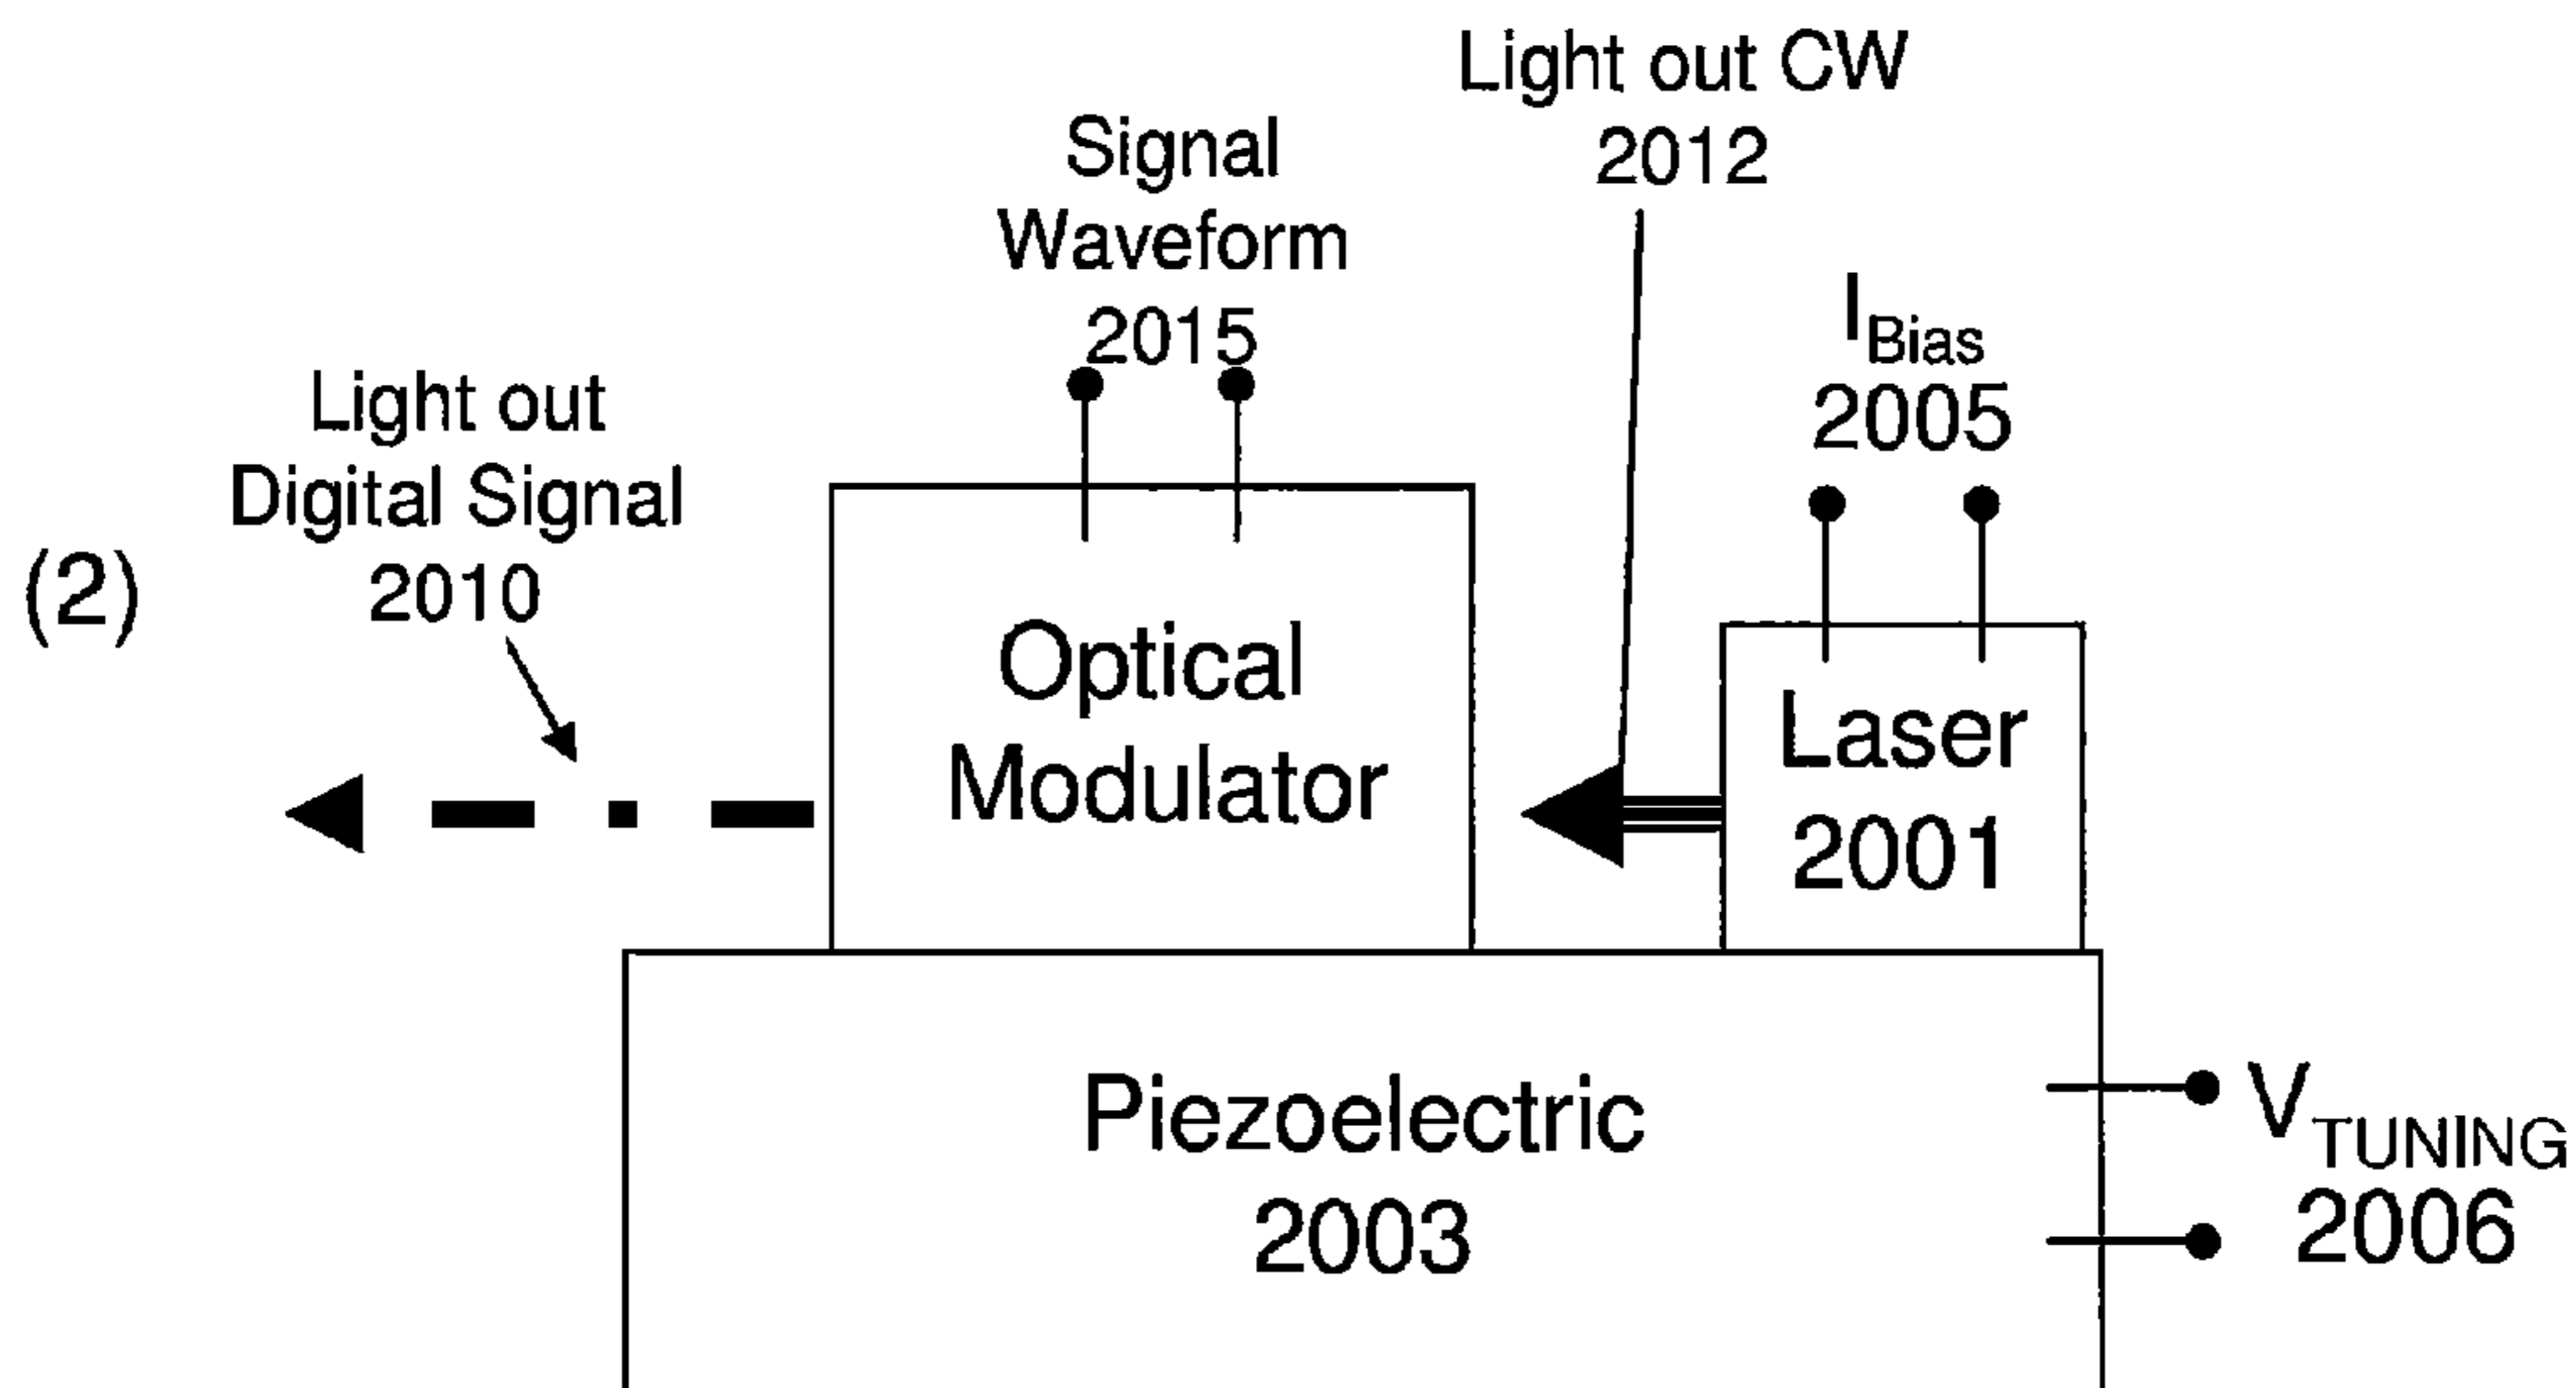 Light out CW
2012
Signal
Waveform
2015
I_Bias
2005
Light out
Digital Signal
2010
(2)
Optical
Modulator
Laser
2001
Piezoelectric
2003
V_TUNING
2006